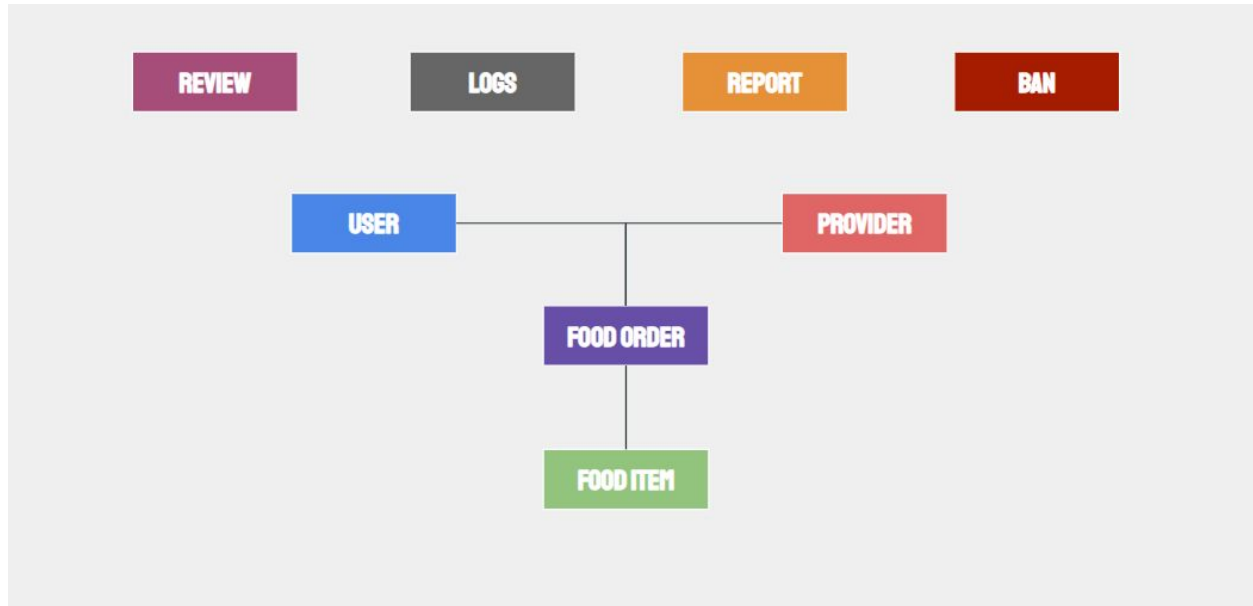 REVIEW
LOGS
REPORT
BAN
USER
PROVIDER
FOOD ORDER
FOOD ITEM